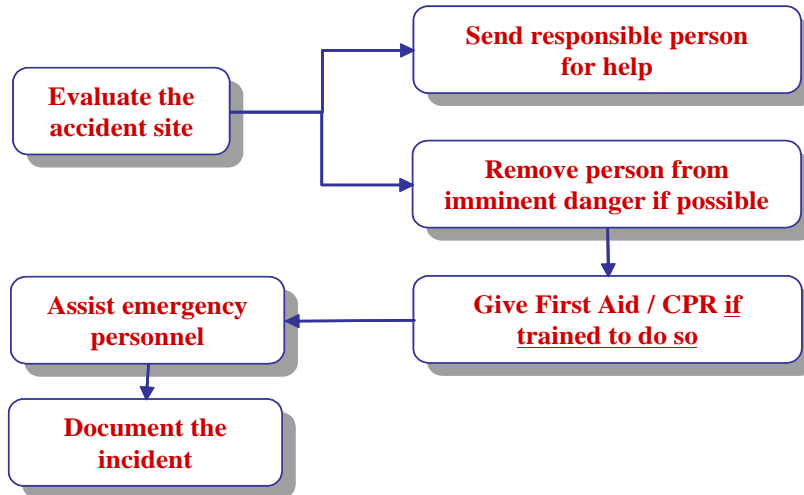 Evaluate the
accident site
Send responsible person
for help
Remove person from
imminent danger if possible
Give First Aid / CPR if
trained to do so
Assist emergency
personnel
Document the
incident